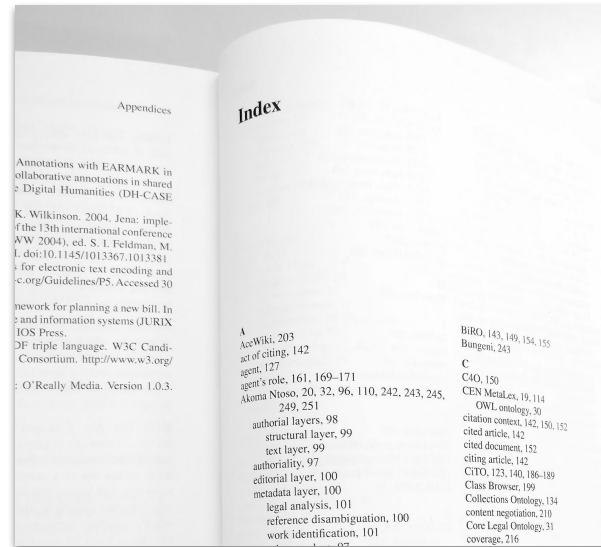 Appendices
Annotations with EARMARK in
ollaborative annotations in shared
Digital Humanities (DH-CASE
K. Wilkinson. 2004. Jena: imple-
of the 13th international conference
WW 2004), ed. S. I. Feldman, M.
doi:10.1145/1013367.1013381
for electronic text encoding and
-c.org/Guidelines/P5. Accessed 30
nework for planning a new bill. In
and information systems (JURIX
IOS Press.
DF triple language. W3C Candi-
Consortium. http://www.w3.org/
: O'Really Media. Version 1.0.3.
Index
A
AceWiki, 203
act of citing, 142
agent, 127
agent's role, 161, 169–171
Akoma Ntoso, 20, 32, 96, 110, 242, 243, 245,
249, 251
authorial layers, 98
structural layer, 99
text layer, 99
authoriality, 97
editorial layer, 100
metadata layer, 100
legal analysis, 101
reference disambiguation, 100
work identification, 101
BiRO, 143, 149, 154, 155
Bungeni, 243
C
C4O, 150
CEN MetaLex, 19, 114
OWL ontology, 30
citation context, 142, 150, 152
cited article, 142
cited document, 152
citing article, 142
CiTO, 123, 140, 186–189
Class Browser, 199
Collections Ontology, 134
content negotiation, 210
Core Legal Ontology, 31
coverage, 216